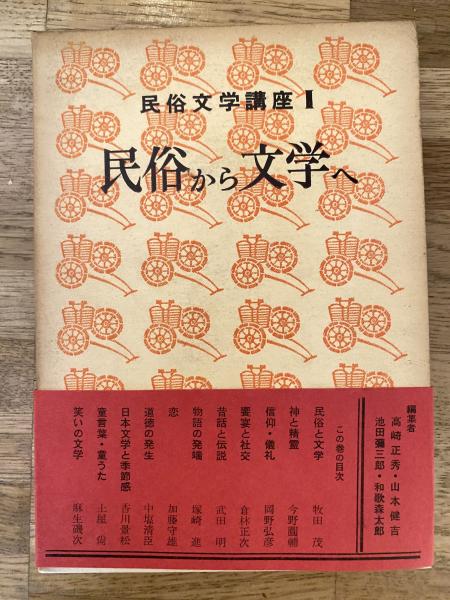 民俗文学講座 I
民俗から文学へ
編集者
高崎正秀・山本健吉
池田彌三郎・和歌森太郎
この巻の目次
民俗と文学 牧田 茂
神と精霊 今野圓輔
信仰・儀礼 岡野弘彦
饗宴と社交 倉林正次
昔話と伝説 武田 明
物語の発端 塚崎 進
恋 加藤守雄
道徳の発生 中塩清臣
日本文学と季節感 香川景松
童言葉・童うた 土屋 尚
笑いの文学 麻生磯次